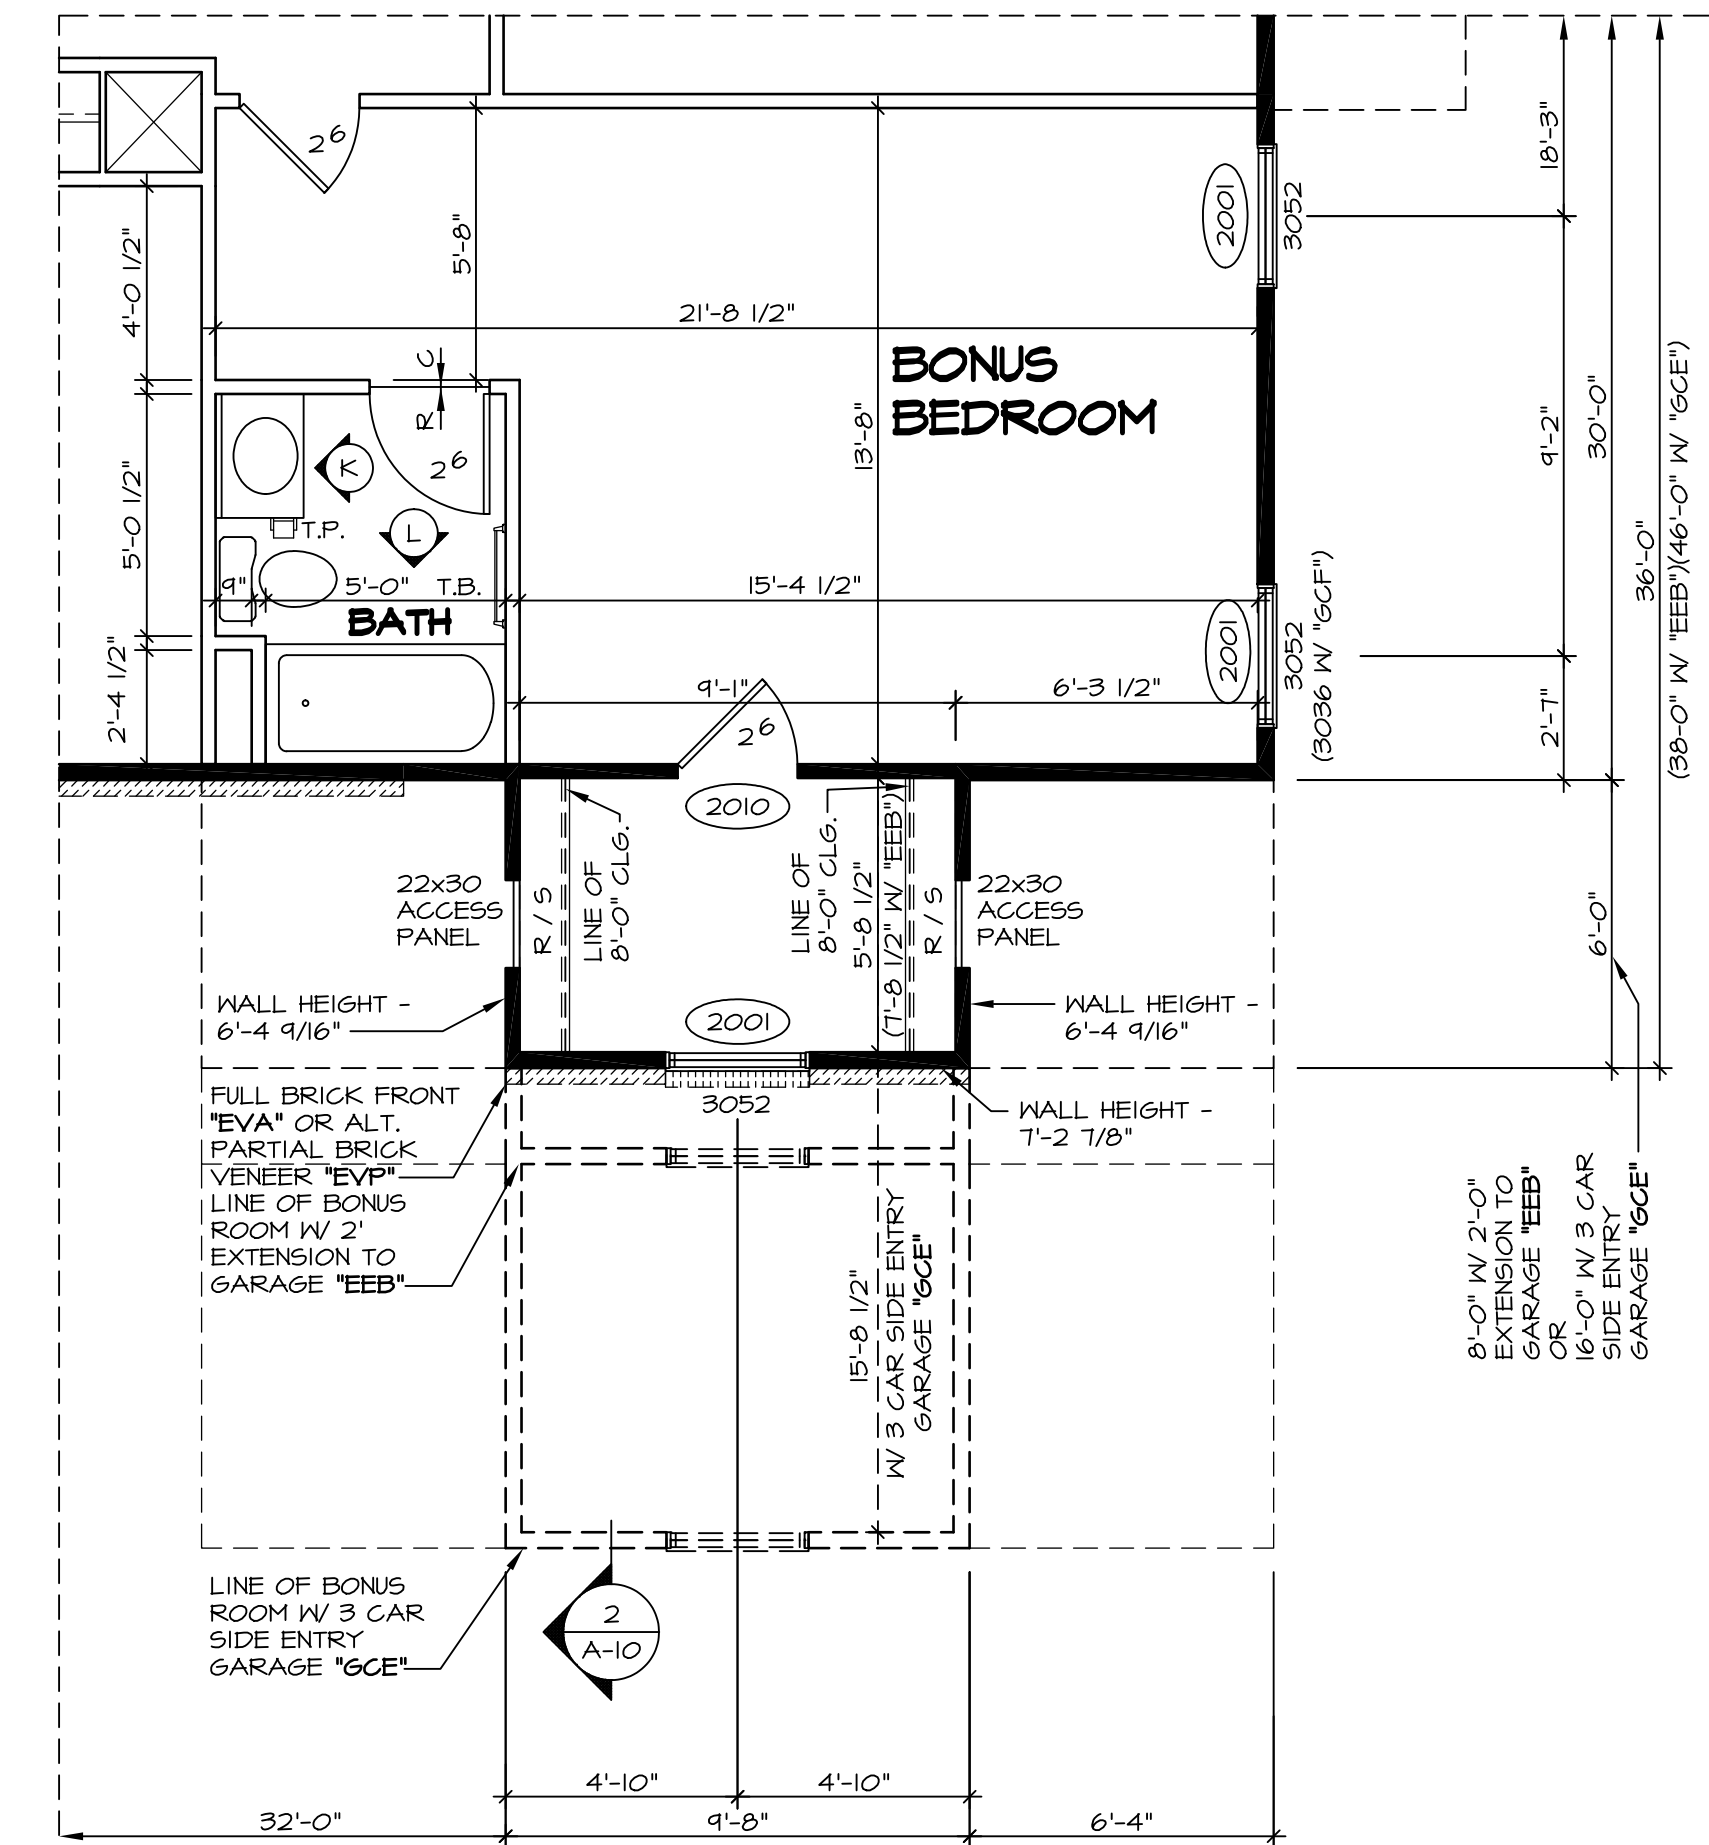 18'-3"
2⁶
2001
3052
4'-0 1/2"
5'-8"
21'-8 1/2"
BONUS
BEDROOM
C
R
13'-8"
9'-2"
30'-0"
36'-0"
(38'-0" W/ "EEB")(46'-0" W/ "GCE")
K
2⁶
5'-0 1/2"
T.P.
L
9"
5'-0"
T.B.
15'-4 1/2"
BATH
2001
3052
(3036 W/ "GCF")
2'-4 1/2"
9'-1"
6'-3 1/2"
2⁶
2'-7"
2010
LINE OF
8'-0" CLG.
LINE OF
8'-0" CLG.
5'-8 1/2"
(7'-8 1/2" W/ "EEB")
22x30
ACCESS
PANEL
R / S
R / S
22x30
ACCESS
PANEL
6'-0"
WALL HEIGHT -
6'-4 9/16"
2001
WALL HEIGHT -
6'-4 9/16"
FULL BRICK FRONT
"EVA" OR ALT.
PARTIAL BRICK
VENEER "EVP"
3052
WALL HEIGHT -
7'-2 7/8"
LINE OF BONUS
ROOM W/ 2'
EXTENSION TO
GARAGE "EEB"
15'-8 1/2"
W/ 3 CAR SIDE ENTRY
GARAGE "GCE"
8'-0" W/ 2'-0"
EXTENSION TO
GARAGE "EEB"
OR
16'-0" W/ 3 CAR
SIDE ENTRY
GARAGE "GCE"
LINE OF BONUS
ROOM W/ 3 CAR
SIDE ENTRY
GARAGE "GCE"
2
A-10
4'-10"
4'-10"
32'-0"
9'-8"
6'-4"